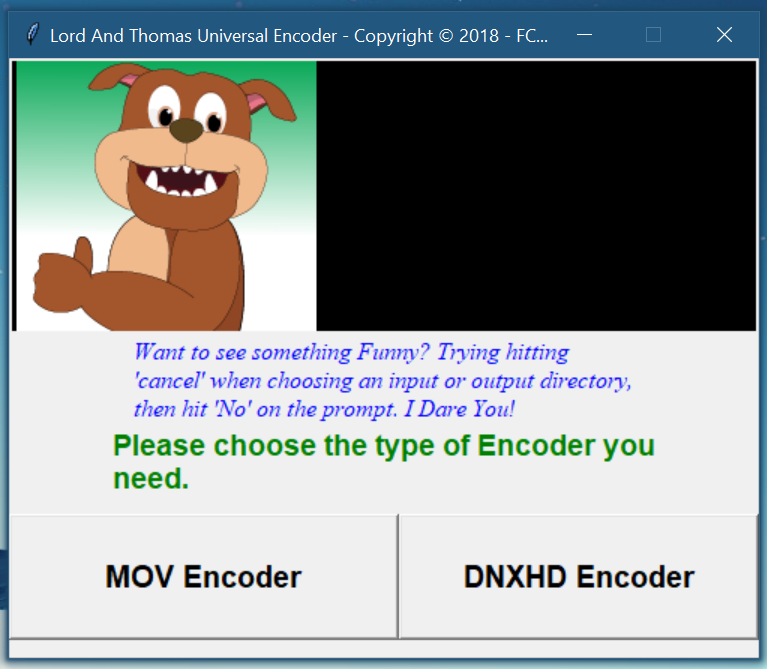 Lord And Thomas Universal Encoder - Copyright © 2018 - FC...
Want to see something Funny? Trying hitting
'cancel' when choosing an input or output directory,
then hit 'No' on the prompt. I Dare You!
Please choose the type of Encoder you
need.
MOV Encoder
DNXHD Encoder